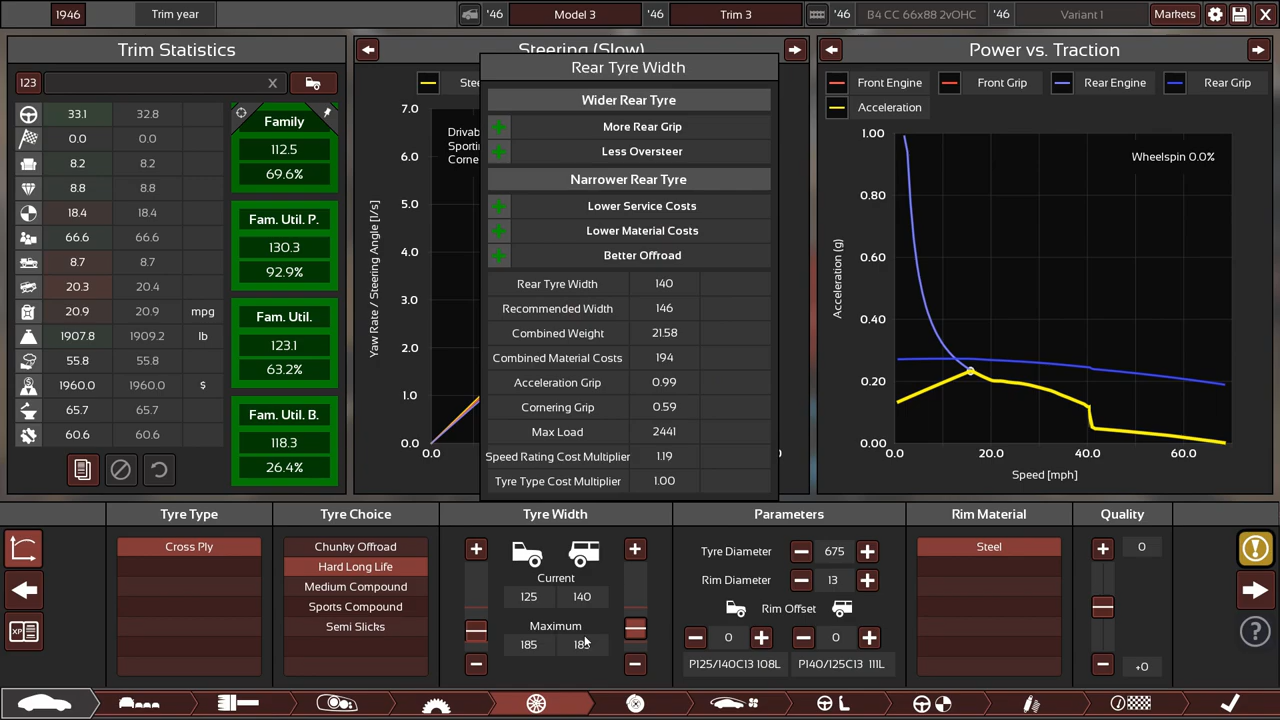 1946 Trim year '46 Model 3 '46 Trim 3 '46 B4 CC 66x88 2vOHC '46 Variant 1 Markets
Trim Statistics
123 X
33.1 32.8
0.0 0.0
8.2 8.2
8.8 8.8
18.4 18.4
66.6 66.6
8.7 8.7
20.3 20.4
20.9 20.9 mpg
1907.8 1909.2 lb
55.8 55.8
1960.0 1960.0 $
65.7 65.7
60.6 60.6
Family
112.5
69.6%
Fam. Util. P.
130.3
92.9%
Fam. Util.
123.1
63.2%
Fam. Util. B.
118.3
26.4%
Steering (Slow)
7.0
6.0
5.0
4.0
3.0
2.0
1.0
0.0
0.0
Yaw Rate / Steering Angle [1/s]
Rear Tyre Width
Wider Rear Tyre
More Rear Grip
Less Oversteer
Narrower Rear Tyre
Lower Service Costs
Lower Material Costs
Better Offroad
Rear Tyre Width 140
Recommended Width 146
Combined Weight 21.58
Combined Material Costs 194
Acceleration Grip 0.99
Cornering Grip 0.59
Max Load 2441
Speed Rating Cost Multiplier 1.19
Tyre Type Cost Multiplier 1.00
Power vs. Traction
Front Engine Front Grip Rear Engine Rear Grip
Acceleration
Wheelspin 0.0%
1.00
0.80
0.60
0.40
0.20
0.00
0.0 20.0 40.0 60.0
Acceleration (g)
Speed [mph]
Tyre Type
Cross Ply
Tyre Choice
Chunky Offroad
Hard Long Life
Medium Compound
Sports Compound
Semi Slicks
Tyre Width
Current
125 140
Maximum
185 185
Parameters
Tyre Diameter 675
Rim Diameter 13
Rim Offset
0 0
P125/140C13 108L P140/125C13 111L
Rim Material
Steel
Quality
0
+0
XP